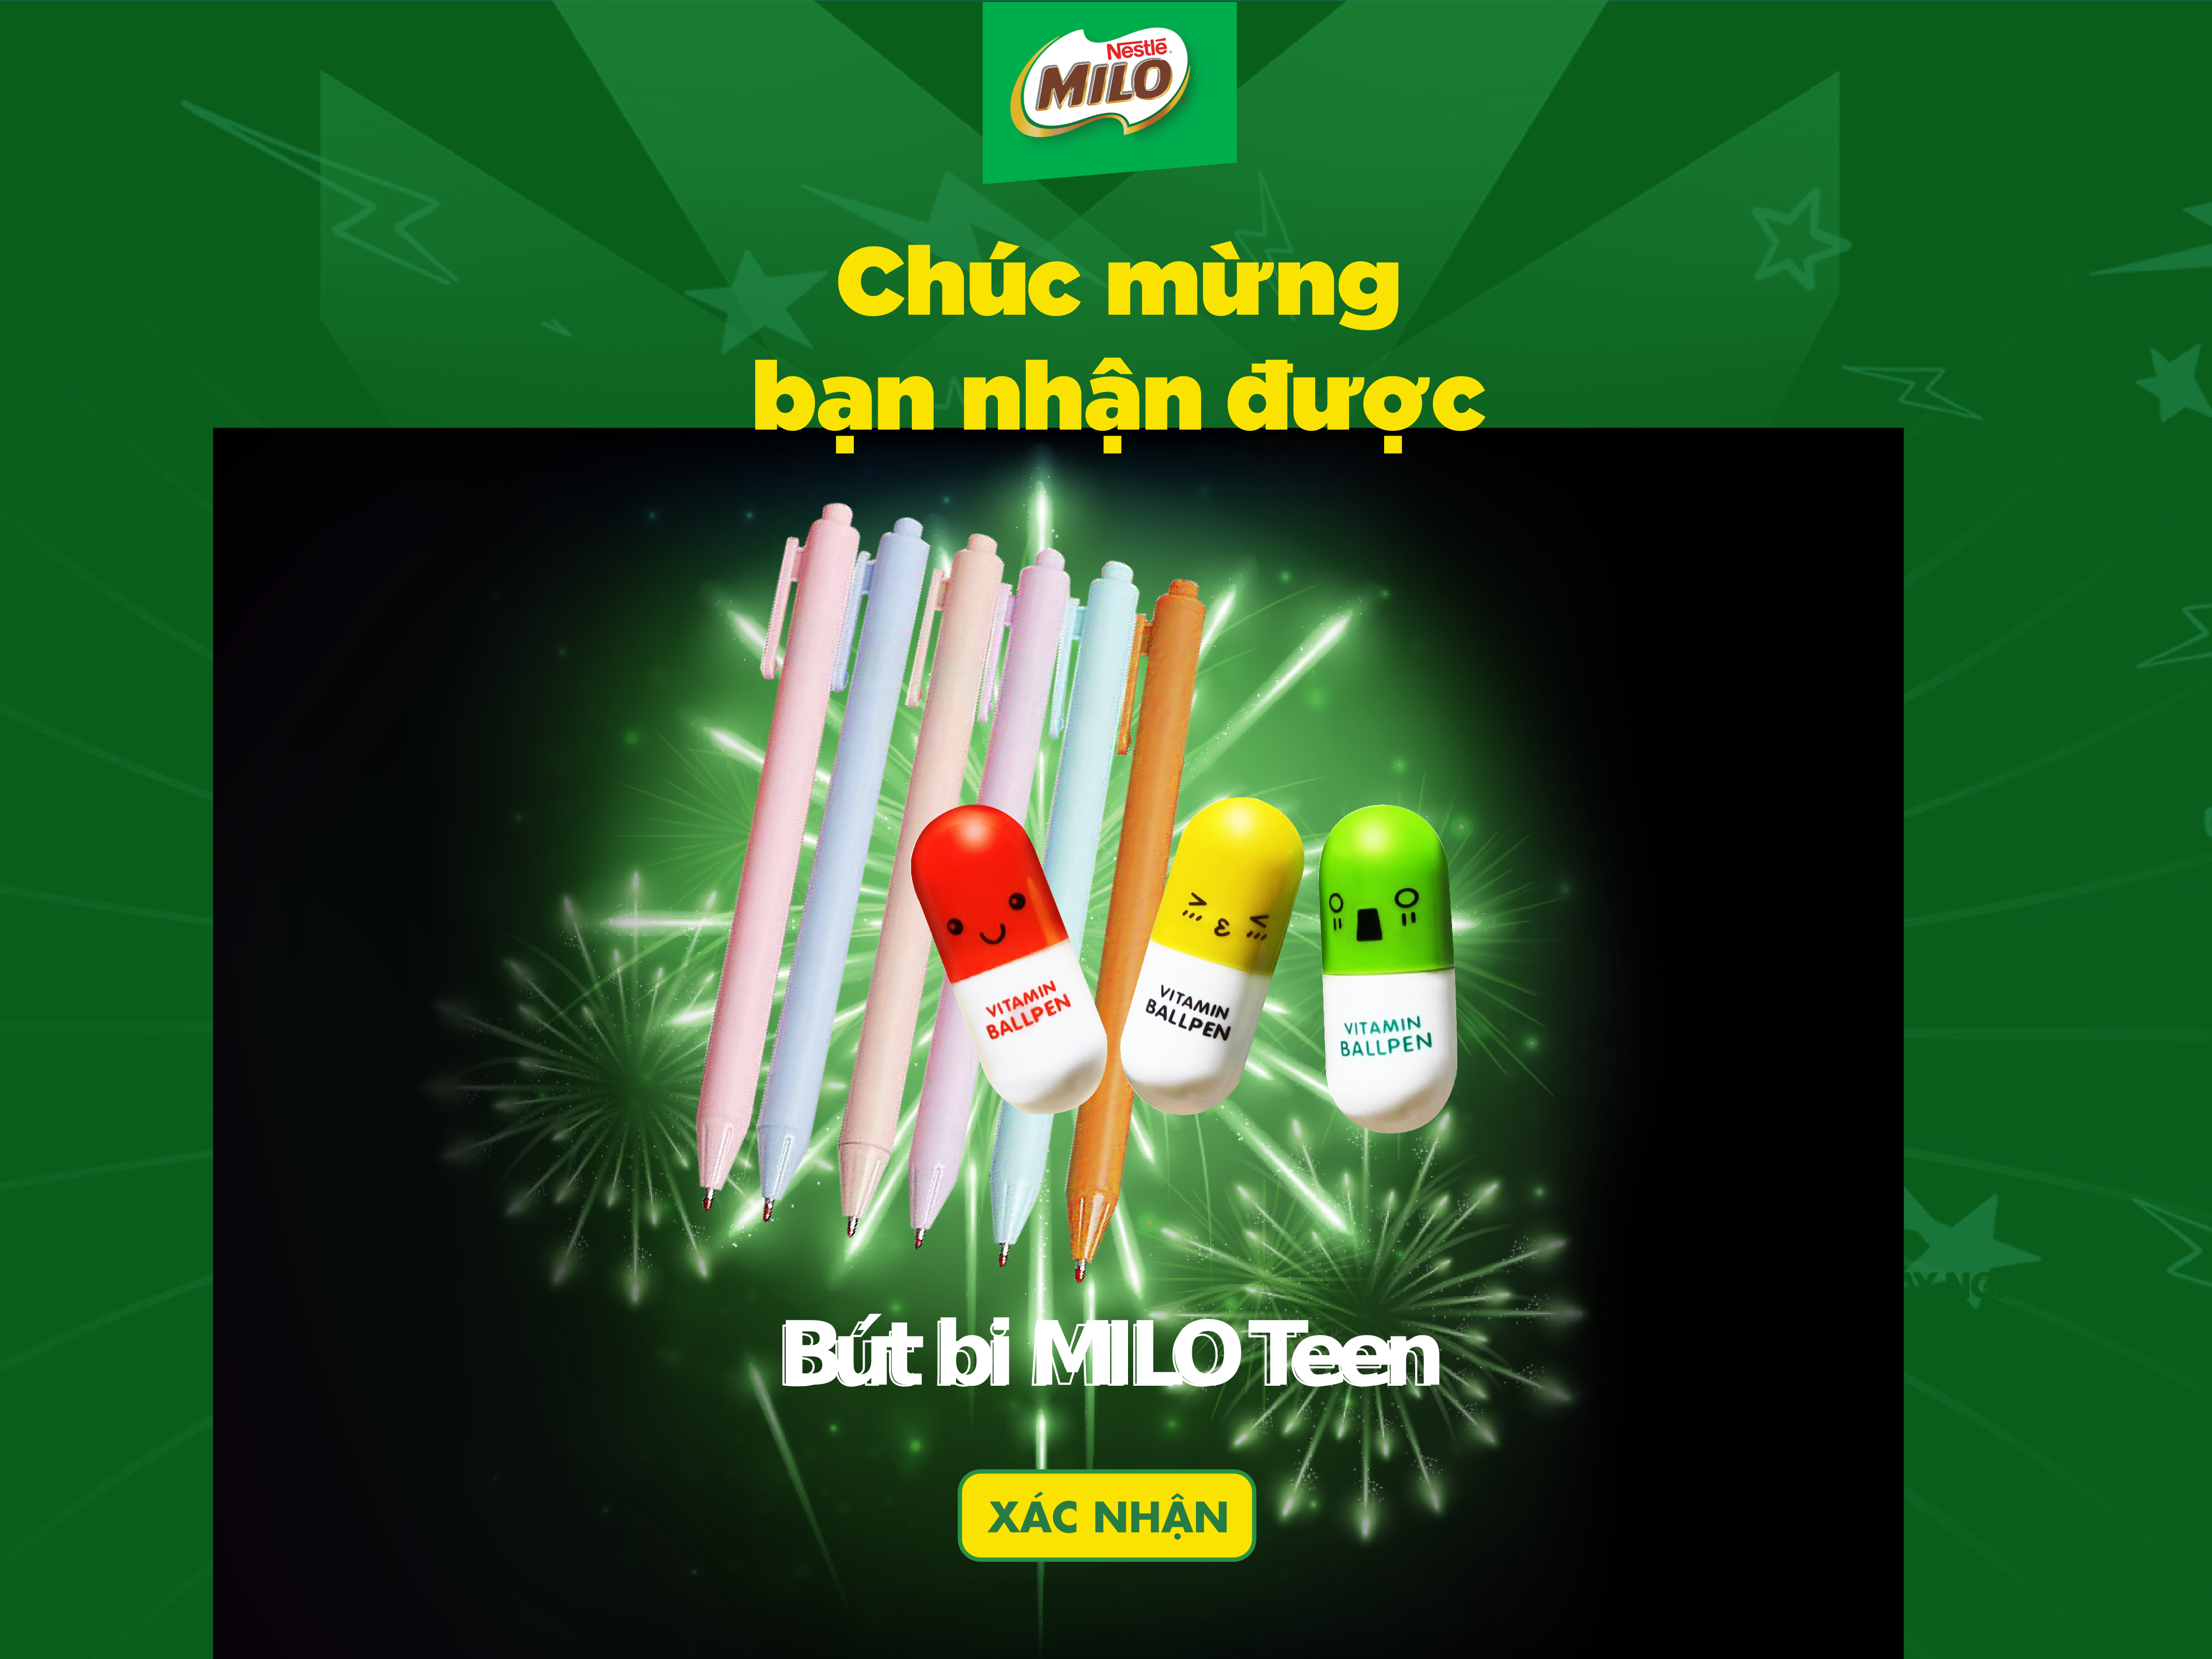 Nestlé
MILO
Chúc mừng
bạn nhận được
VITAMIN
BALLPEN
VITAMIN
BALLPEN
VITAMIN
BALLPEN
Bút bi MILO Teen
XÁC NHẬN